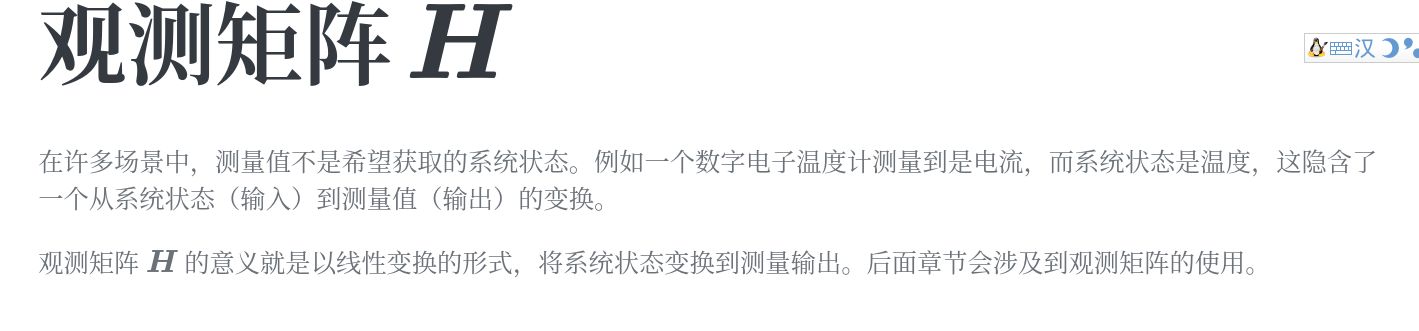 观测矩阵 H
汉
在许多场景中，测量值不是希望获取的系统状态。例如一个数字电子温度计测量到是电流，而系统状态是温度，这隐含了
一个从系统状态（输入）到测量值（输出）的变换。
观测矩阵 H 的意义就是以线性变换的形式，将系统状态变换到测量输出。后面章节会涉及到观测矩阵的使用。